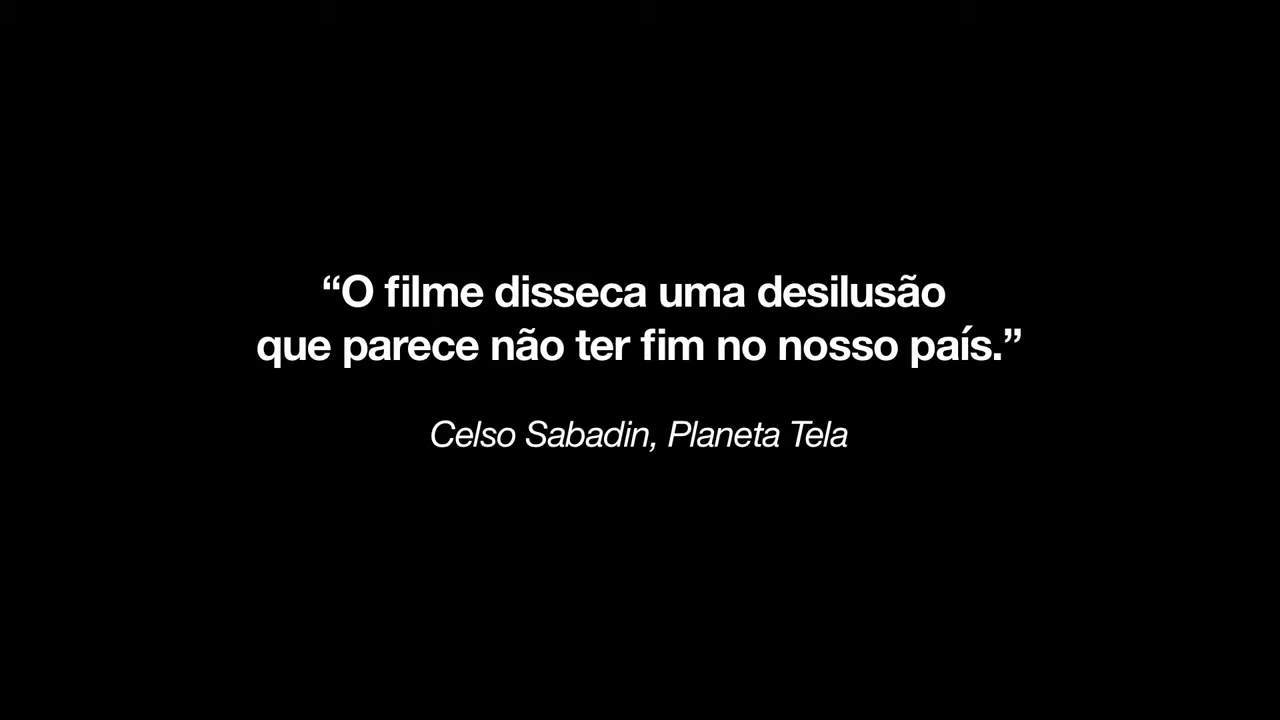 “O filme disseca uma desilusão
que parece não ter fim no nosso país.”
Celso Sabadin, Planeta Tela